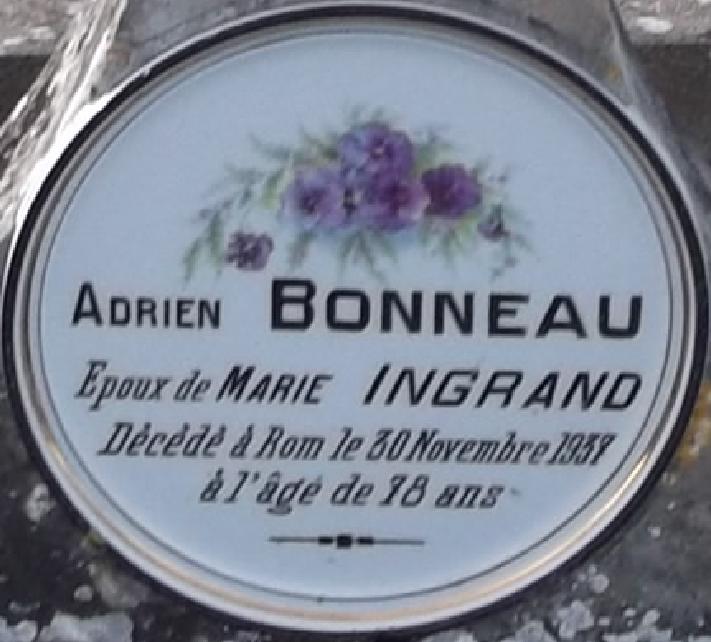 ADRIEN BONNEAU
Epoux de MARIE INGRAND
Décédé à Rom le 30 Novembre 1937
à l'âge de 78 ans